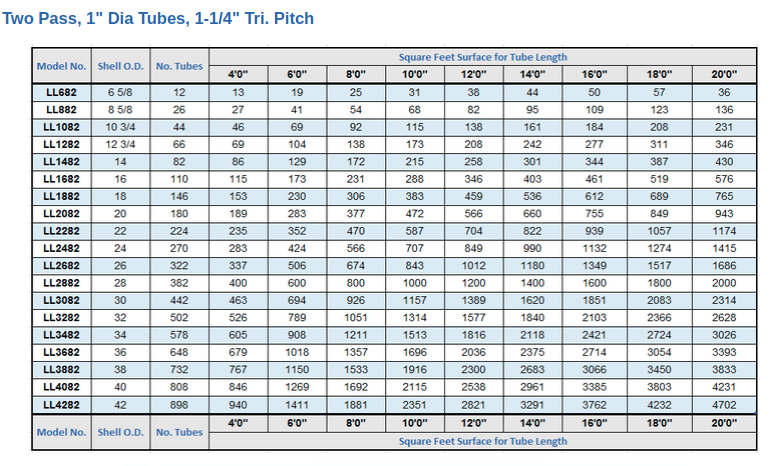 Two Pass, 1" Dia Tubes, 1-1/4" Tri. Pitch
Model No. Shell O.D. No. Tubes Square Feet Surface for Tube Length
4'0" 6'0" 8'0" 10'0" 12'0" 14'0" 16'0" 18'0" 20'0"
LL682 6 5/8 12 13 19 25 31 38 44 50 57 36
LL882 8 5/8 26 27 41 54 68 82 95 109 123 136
LL1082 10 3/4 44 46 69 92 115 138 161 184 208 231
LL1282 12 3/4 66 69 104 138 173 208 242 277 311 346
LL1482 14 82 86 129 172 215 258 301 344 387 430
LL1682 16 110 115 173 231 288 346 403 461 519 576
LL1882 18 146 153 230 306 383 459 536 612 689 765
LL2082 20 180 189 283 377 472 566 660 755 849 943
LL2282 22 224 235 352 470 587 704 822 939 1057 1174
LL2482 24 270 283 424 566 707 849 990 1132 1274 1415
LL2682 26 322 337 506 674 843 1012 1180 1349 1517 1686
LL2882 28 382 400 600 800 1000 1200 1400 1600 1800 2000
LL3082 30 442 463 694 926 1157 1389 1620 1851 2083 2314
LL3282 32 502 526 789 1051 1314 1577 1840 2103 2366 2628
LL3482 34 578 605 908 1211 1513 1816 2118 2421 2724 3026
LL3682 36 648 679 1018 1357 1696 2036 2375 2714 3054 3393
LL3882 38 732 767 1150 1533 1916 2300 2683 3066 3450 3833
LL4082 40 808 846 1269 1692 2115 2538 2961 3385 3803 4231
LL4282 42 898 940 1411 1881 2351 2821 3291 3762 4232 4702
Model No. Shell O.D. No. Tubes 4'0" 6'0" 8'0" 10'0" 12'0" 14'0" 16'0" 18'0" 20'0"
Square Feet Surface for Tube Length